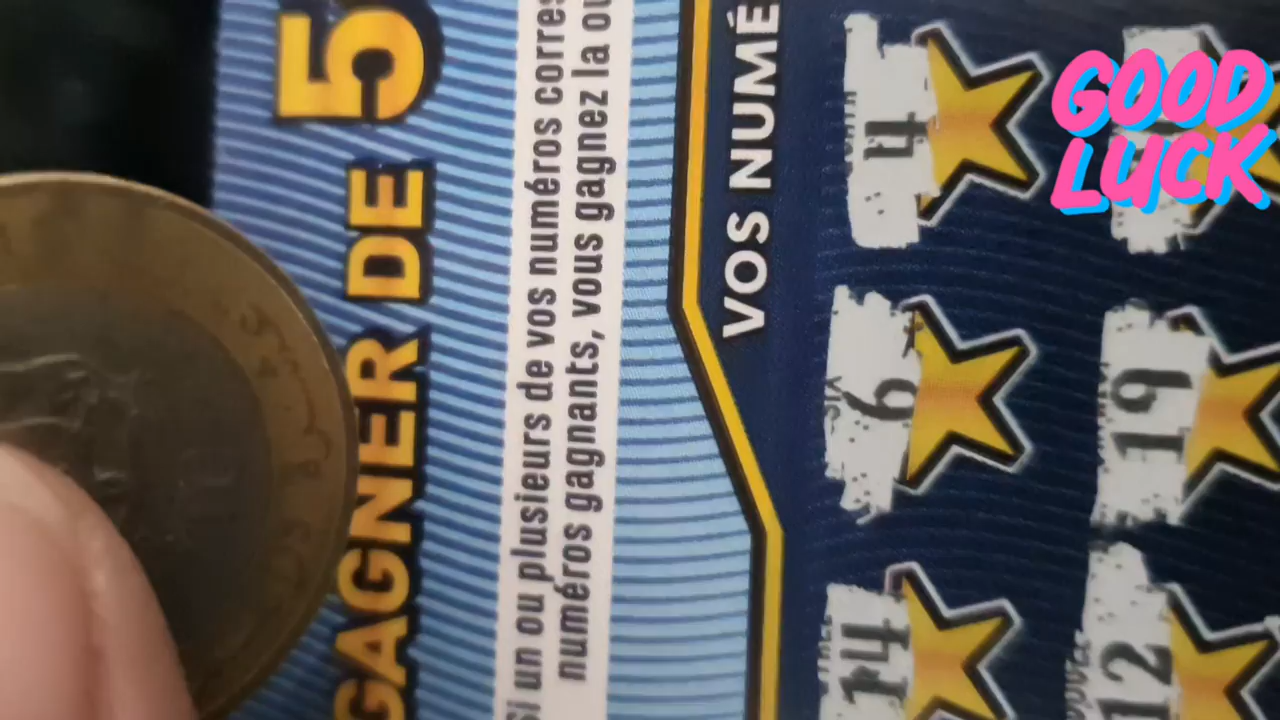 GAGNER DE 5
Si un ou plusieurs de vos numéros corres
numéros gagnants, vous gagnez la ou
VOS NUMÉ
14
6
4
12
19
GOOD
LUCK